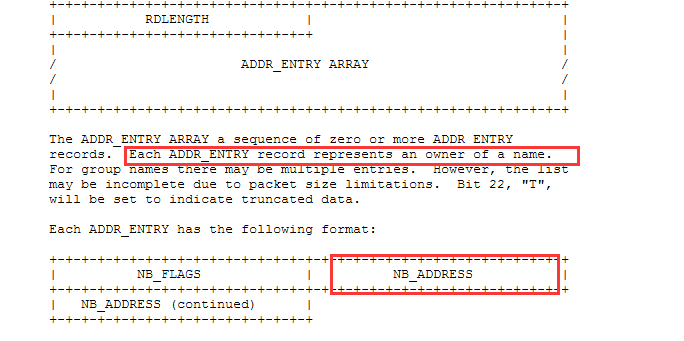 +-+-+-+-+-+-+-+-+-+-+-+-+-+-+-+-+-+-+-+-+-+-+-+-+-+-+-+-+-+-+-+-+
|           RDLENGTH            |                               |
+-+-+-+-+-+-+-+-+-+-+-+-+-+-+-+-+                               |
|                                                               |
/                       ADDR_ENTRY ARRAY                        /
/                                                               /
|                                                               |
+-+-+-+-+-+-+-+-+-+-+-+-+-+-+-+-+-+-+-+-+-+-+-+-+-+-+-+-+-+-+-+-+
The ADDR_ENTRY ARRAY a sequence of zero or more ADDR_ENTRY
records.  Each ADDR_ENTRY record represents an owner of a name.
For group names there may be multiple entries.  However, the list
may be incomplete due to packet size limitations.  Bit 22, "T",
will be set to indicate truncated data.
Each ADDR_ENTRY has the following format:
+-+-+-+-+-+-+-+-+-+-+-+-+-+-+-+-+-+-+-+-+-+-+-+-+-+-+-+-+-+-+-+-+
|          NB_FLAGS             |          NB_ADDRESS           |
+-+-+-+-+-+-+-+-+-+-+-+-+-+-+-+-+-+-+-+-+-+-+-+-+-+-+-+-+-+-+-+-+
|   NB_ADDRESS (continued)      |
+-+-+-+-+-+-+-+-+-+-+-+-+-+-+-+-+